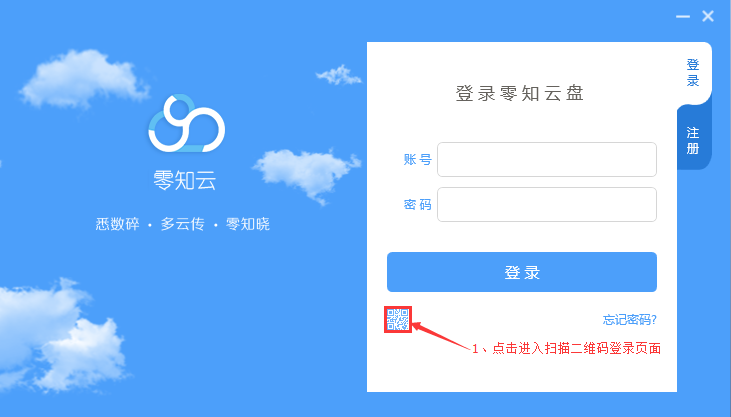 零知云
悉数碎 • 多云传 • 零知晓
登录零知云盘
账号
密码
登录
忘记密码?
1、点击进入扫描二维码登录页面
登录
注册